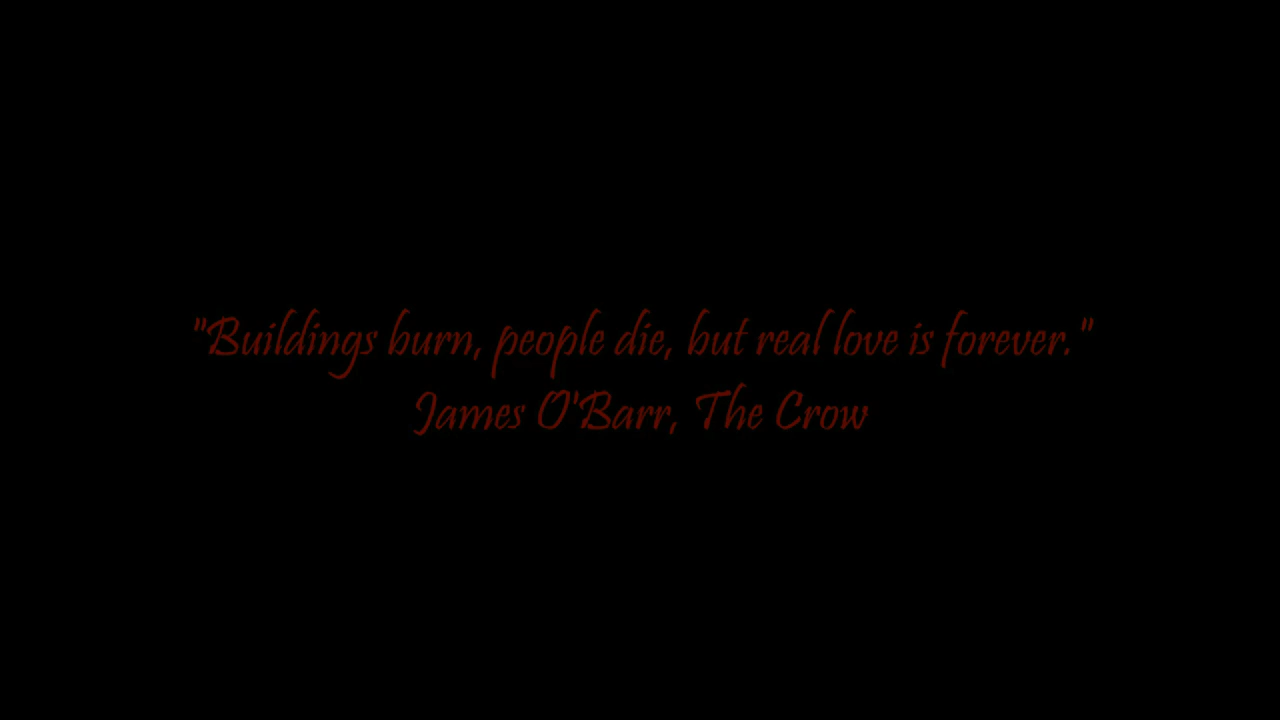 "Buildings burn, people die, but real love is forever."
James O'Barr, The Crow